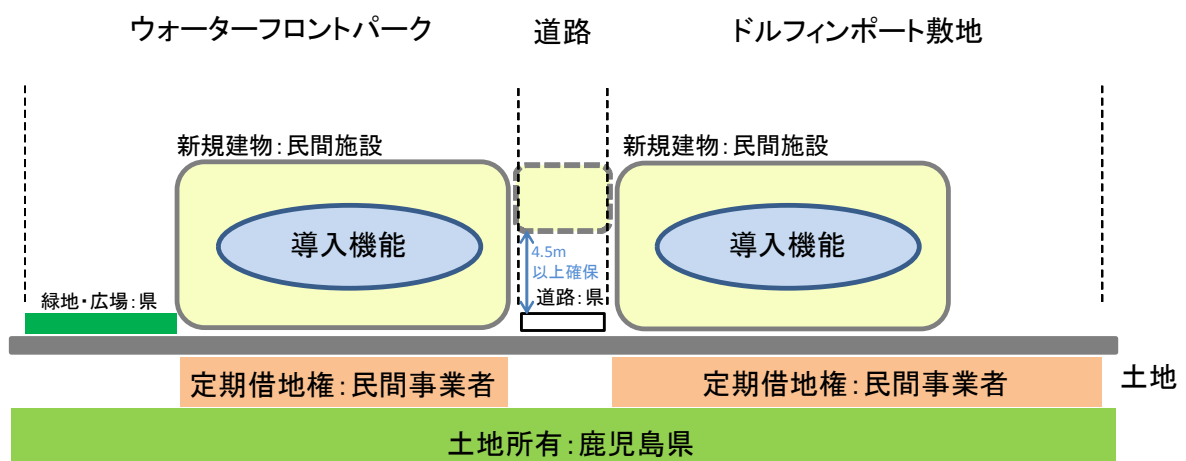 ウォーターフロントパーク
道路
ドルフィンポート敷地
新規建物：民間施設
新規建物：民間施設
導入機能
導入機能
4.5m
以上確保
緑地・広場：県
道路：県
定期借地権：民間事業者
定期借地権：民間事業者
土地
土地所有：鹿児島県